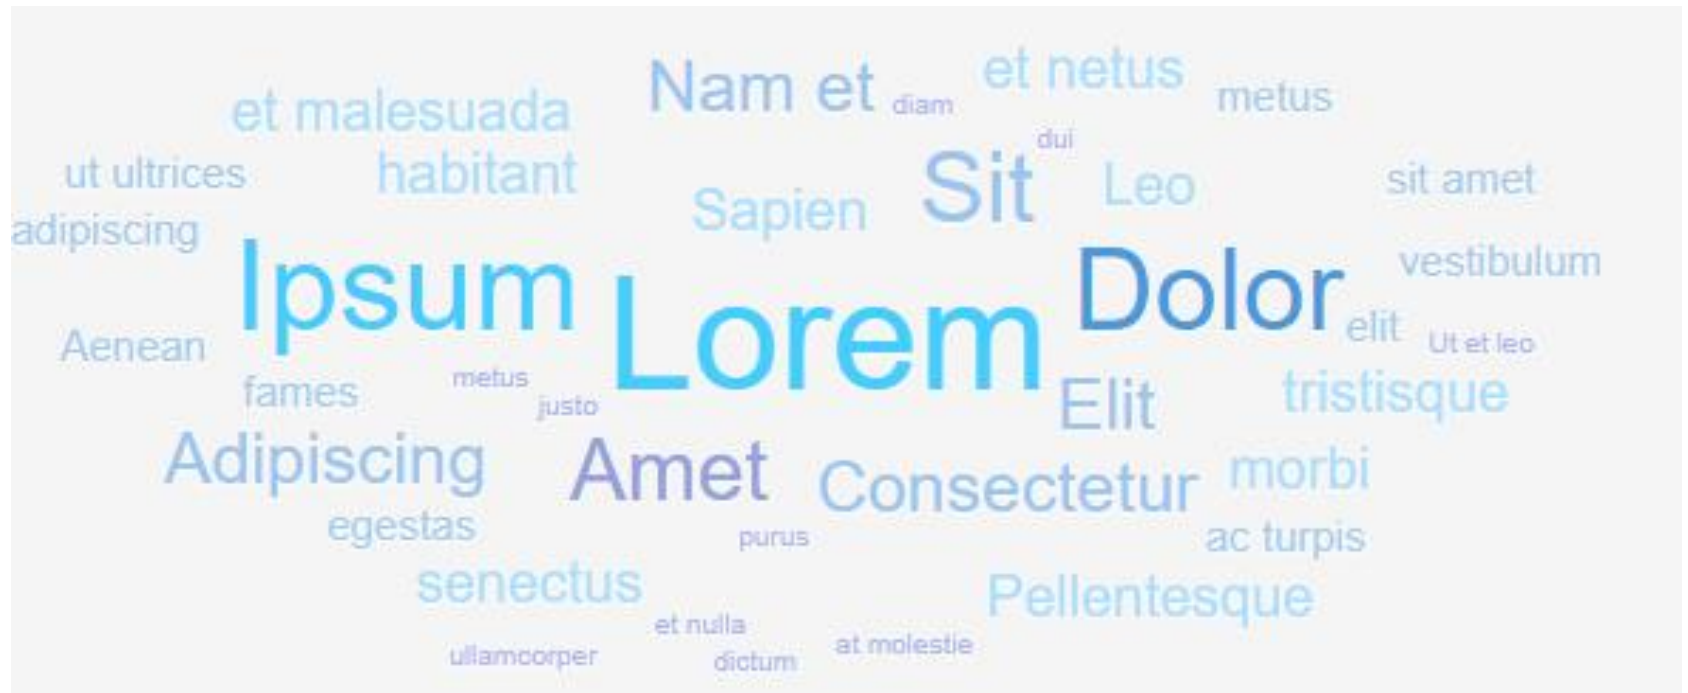 et netus
Nam et
metus
diam
et malesuada
dui
ut ultrices
habitant
Sit
Leo
sit amet
Sapien
adipiscing
vestibulum
Ipsum
Dolor
Lorem
elit
Ut et leo
Aenean
metus
fames
tristisque
justo
Elit
Adipiscing
Amet
morbi
Consectetur
egestas
purus
ac turpis
senectus
Pellentesque
et nulla
at molestie
ullamcorper
dictum